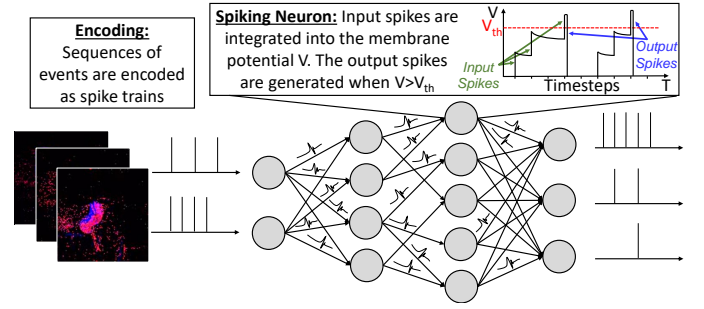 Encoding:
Sequences of
events are encoded
as spike trains
Spiking Neuron: Input spikes are
integrated into the membrane
potential V. The output spikes
are generated when V>Vth
V
Vth
Input
Spikes
Output
Spikes
Timesteps
T